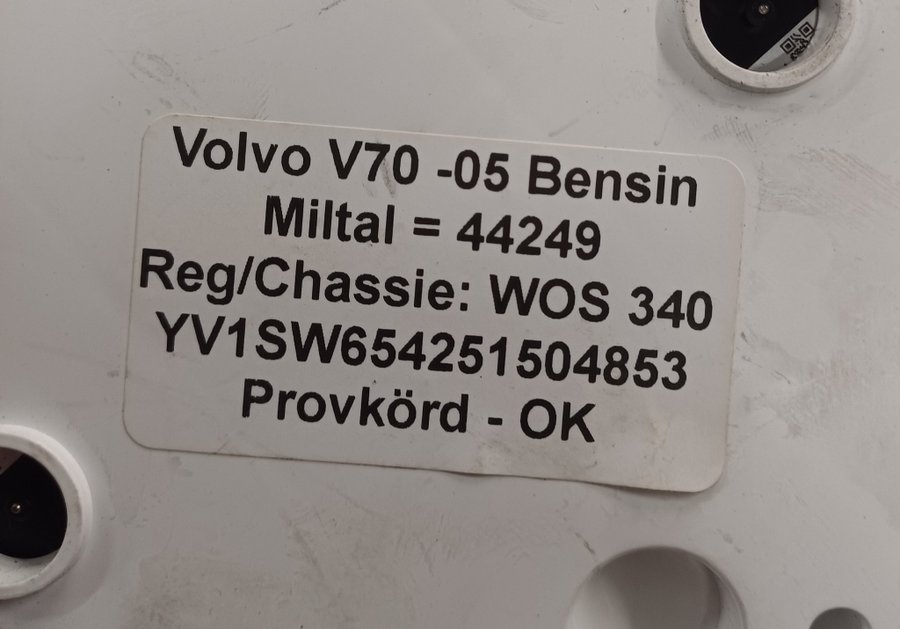 Volvo V70 -05 Bensin
Miltal = 44249
Reg/Chassie: WOS 340
YV1SW654251504853
Provkörd - OK